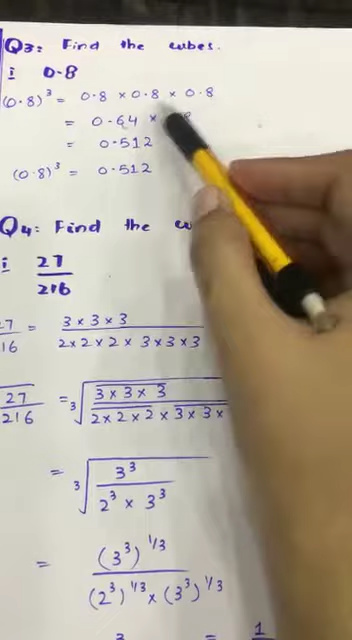 Q3: Find the cubes.
i 0.8
(0.8)³ = 0.8 × 0.8 × 0.8
= 0.64 ×
= 0.512
(0.8)³ = 0.512
Q4: Find the
i 27/216
27/216 = 3 × 3 × 3 / 2 × 2 × 2 × 3 × 3 × 3
27/216 = ³√(3 × 3 × 3 / 2 × 2 × 2 × 3 × 3 ×
= ³√(3³ / 2³ × 3³)
= (3³)^1/3 / (2³)^1/3 × (3³)^1/3
3 = 1